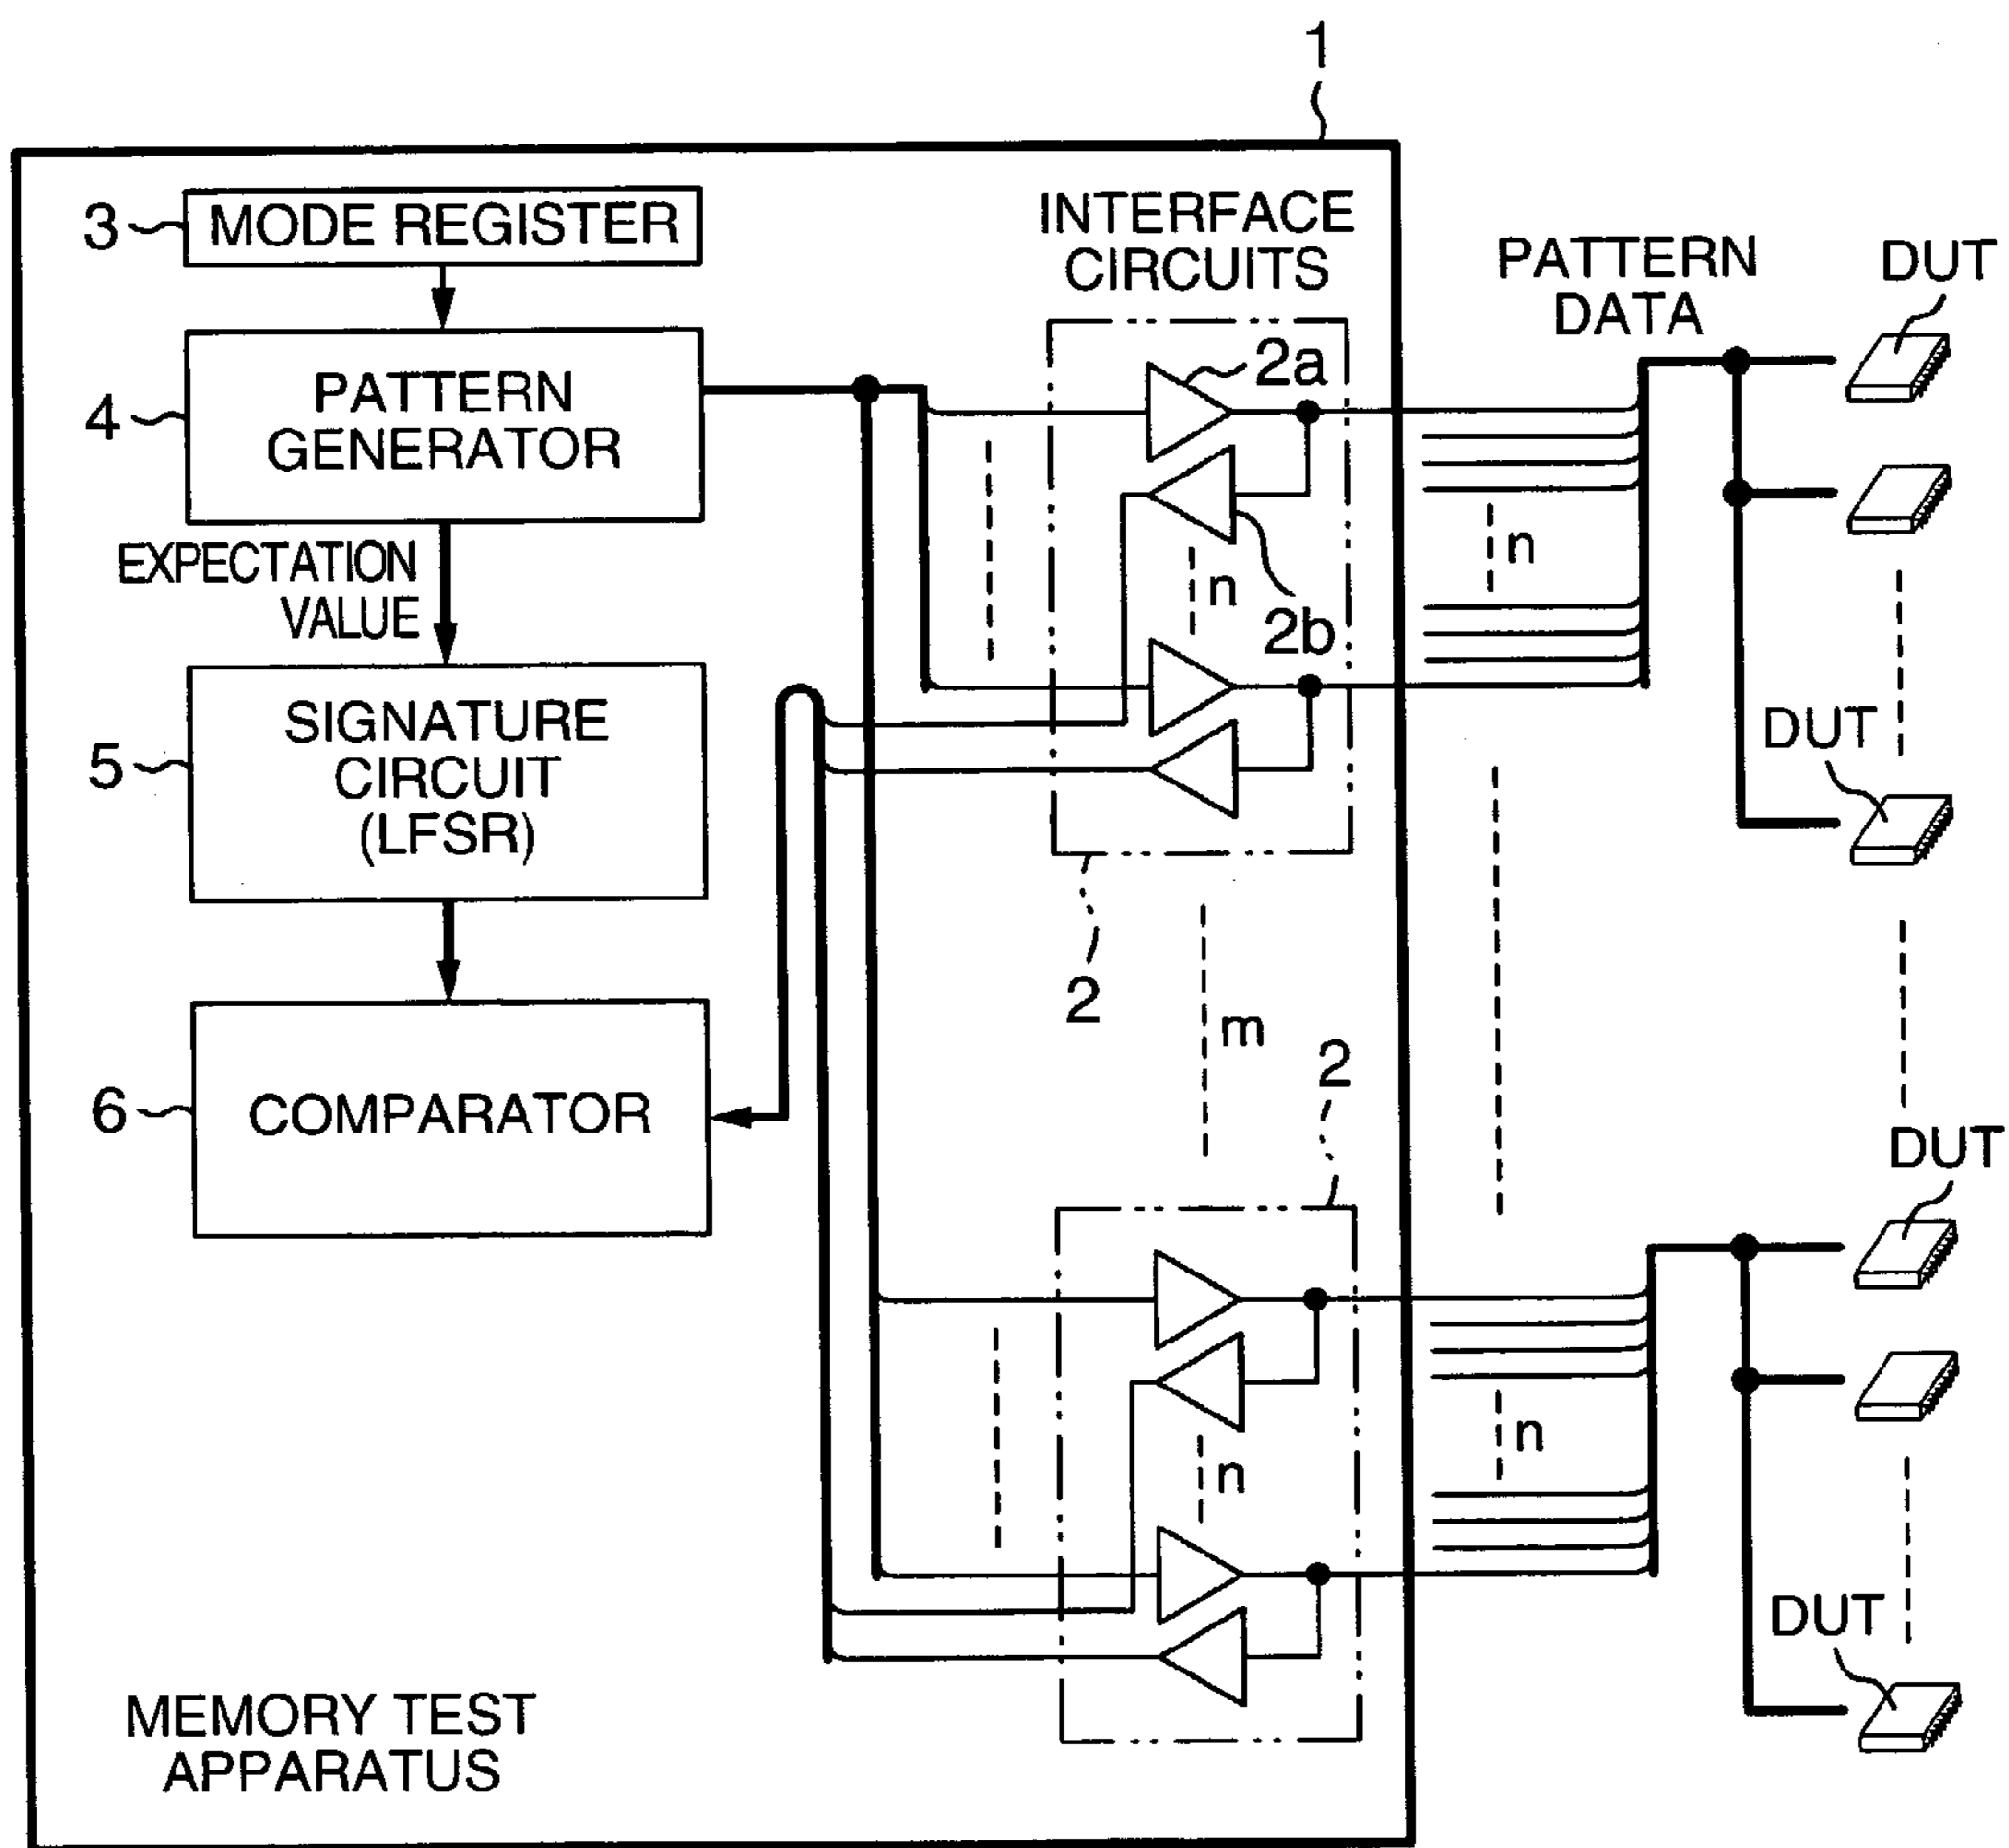 1
3
MODE REGISTER
INTERFACE
CIRCUITS
PATTERN
DATA
DUT
4
PATTERN
GENERATOR
2a
n
2b
n
EXPECTATION
VALUE
5
SIGNATURE
CIRCUIT
(LFSR)
DUT
2
m
2
6
COMPARATOR
DUT
n
n
DUT
MEMORY TEST
APPARATUS